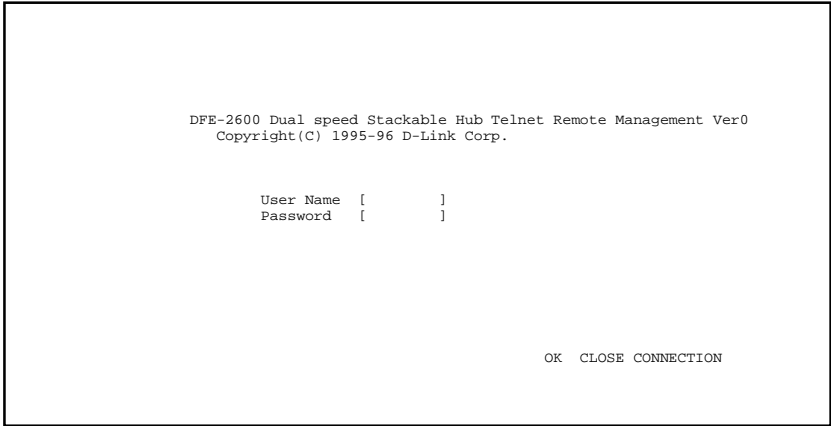 DFE-2600 Dual speed Stackable Hub Telnet Remote Management Ver0
Copyright(C) 1995-96 D-Link Corp.
User Name [ ]
Password [ ]
OK CLOSE CONNECTION